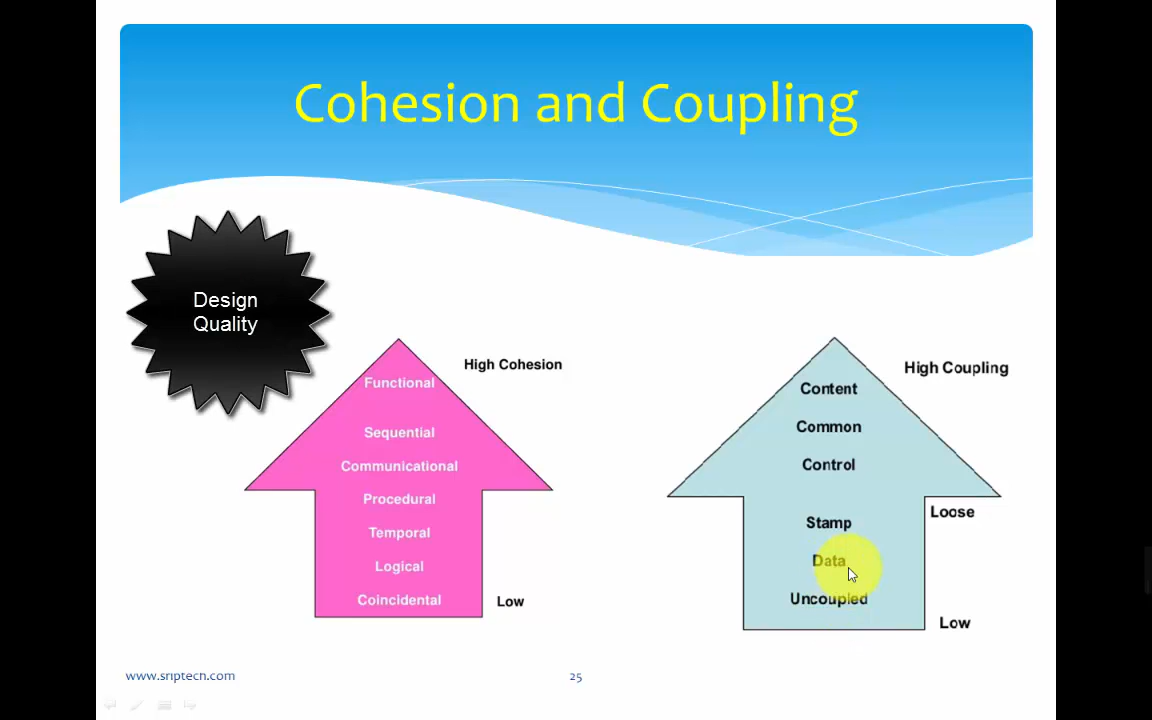 Cohesion and Coupling
Design
Quality
High Cohesion
Functional
Sequential
Communicational
Procedural
Temporal
Logical
Coincidental
Low
High Coupling
Content
Common
Control
Loose
Stamp
Data
Uncoupled
Low
www.sriptech.com
25